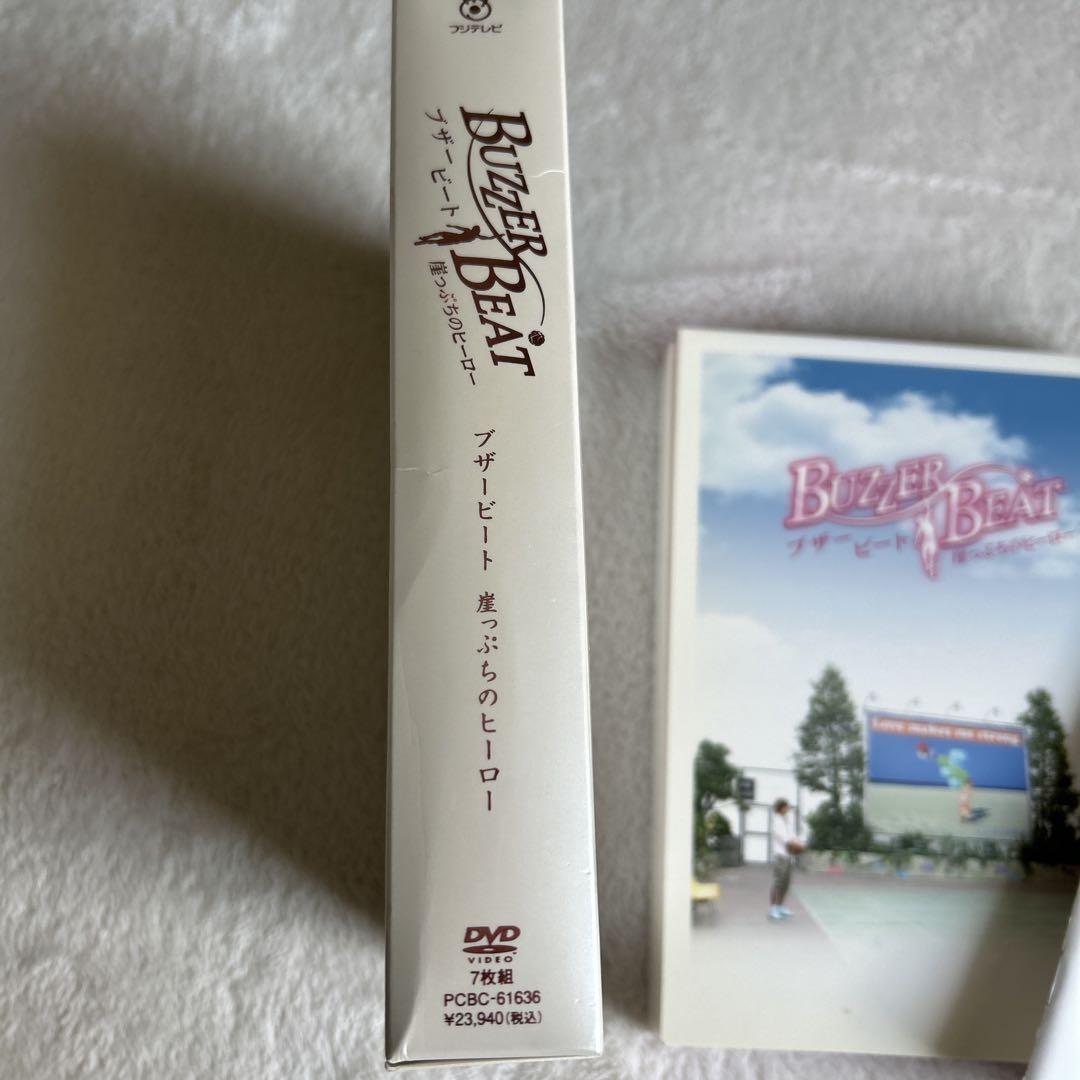 フジテレビ
BUZZER BEAT
ブザービート
崖っぷちのヒーロー
ブザービート 崖っぷちのヒーロー
DVD
VIDEO
7枚組
PCBC-61636
¥23,940(税込)
BUZZER BEAT
ブザービート
崖っぷちのヒーロー
Love makes me strong